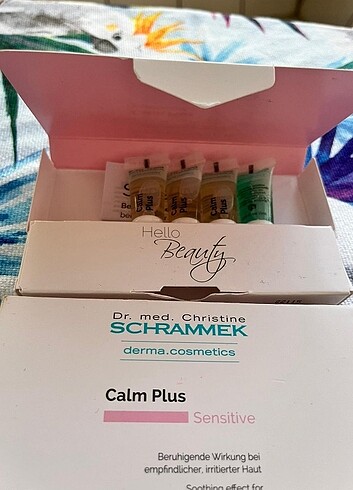 Calm
Plus
Calm
Plus
Calm
Plus
Hello
Beauty
Dr. med. Christine
SCHRAMMEK
derma.cosmetics
Calm Plus
Sensitive
Beruhigende Wirkung bei
empfindlicher, irritierter Haut
Soothing effect for